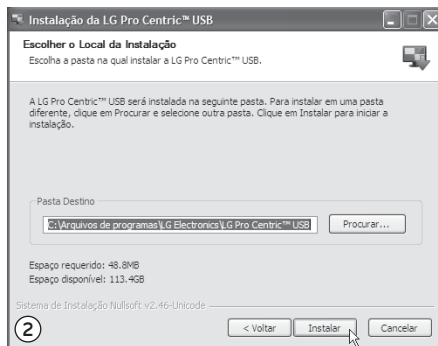 Instalação da LG Pro Centric™ USB
Escolher o Local da Instalação
Escolha a pasta na qual instalar a LG Pro Centric™ USB.
A LG Pro Centric™ USB será instalada na seguinte pasta. Para instalar em uma pasta
diferente, clique em Procurar e selecione outra pasta. Clique em Instalar para iniciar a
instalação.
Pasta Destino
C:\Arquivos de programas\LG Electronics\LG Pro Centric™ USB
Procurar...
Espaço requerido: 48.8MB
Espaço disponível: 113.4GB
Sistema de Instalação Nullsoft v2.46-Unicode
2
< Voltar
Instalar
Cancelar